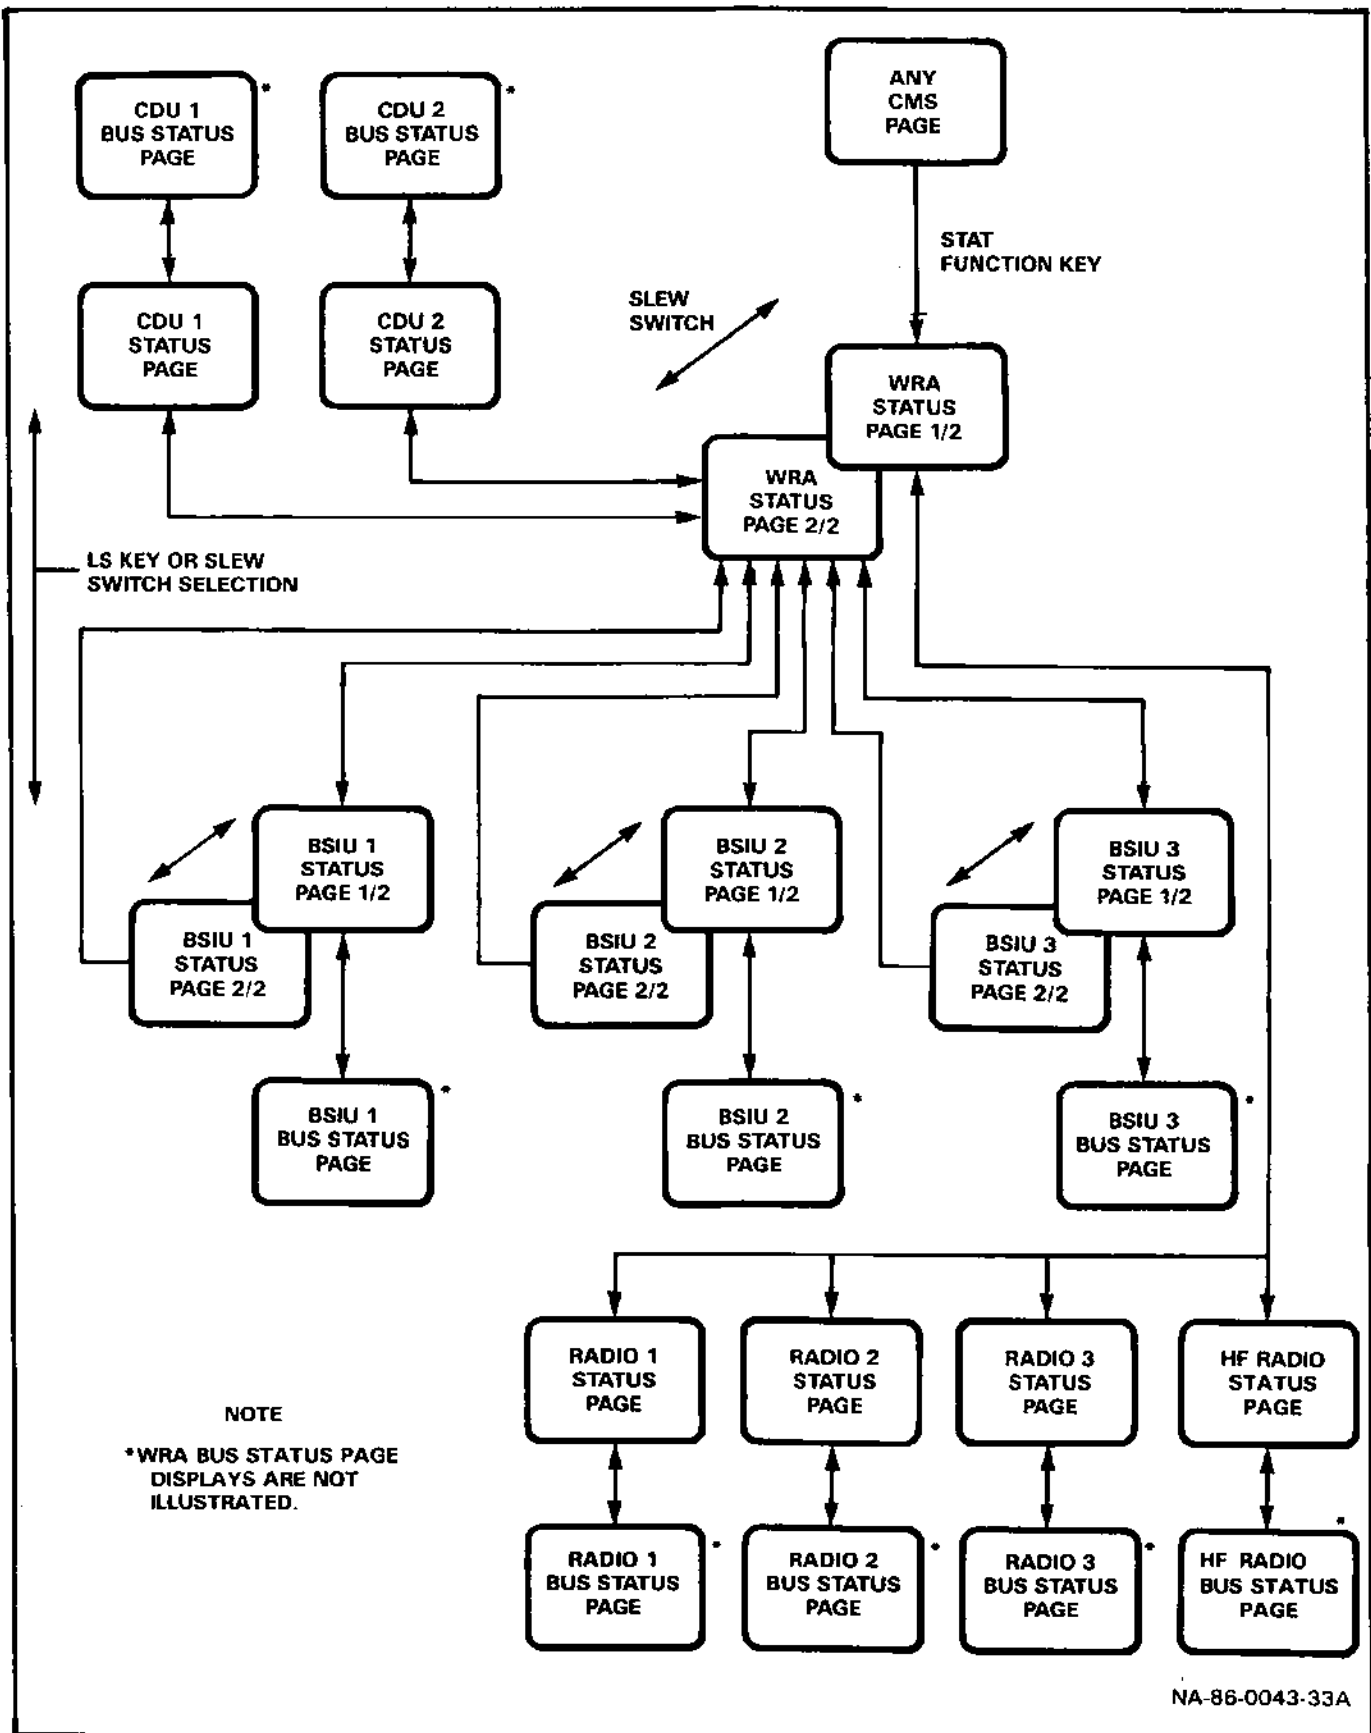 CDU 1
BUS STATUS
PAGE
*
CDU 2
BUS STATUS
PAGE
*
ANY
CMS
PAGE
STAT
FUNCTION KEY
CDU 1
STATUS
PAGE
CDU 2
STATUS
PAGE
SLEW
SWITCH
WRA
STATUS
PAGE 1/2
WRA
STATUS
PAGE 2/2
LS KEY OR SLEW
SWITCH SELECTION
BSIU 1
STATUS
PAGE 1/2
BSIU 1
STATUS
PAGE 2/2
BSIU 2
STATUS
PAGE 1/2
BSIU 2
STATUS
PAGE 2/2
BSIU 3
STATUS
PAGE 1/2
BSIU 3
STATUS
PAGE 2/2
BSIU 1
BUS STATUS
PAGE
*
BSIU 2
BUS STATUS
PAGE
*
BSIU 3
BUS STATUS
PAGE
*
RADIO 1
STATUS
PAGE
RADIO 2
STATUS
PAGE
RADIO 3
STATUS
PAGE
HF RADIO
STATUS
PAGE
NOTE
*WRA BUS STATUS PAGE
DISPLAYS ARE NOT
ILLUSTRATED.
RADIO 1
BUS STATUS
PAGE
*
RADIO 2
BUS STATUS
PAGE
*
RADIO 3
BUS STATUS
PAGE
*
HF RADIO
BUS STATUS
PAGE
*
NA-86-0043-33A